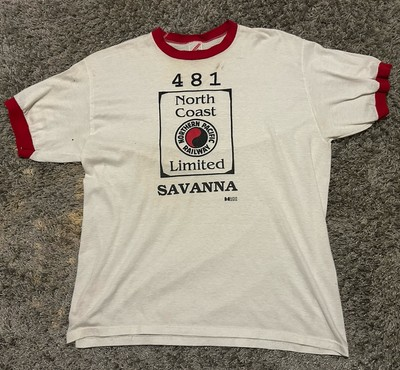 481
North
Coast
NORTHERN PACIFIC
RAILWAY
Limited
SAVANNA